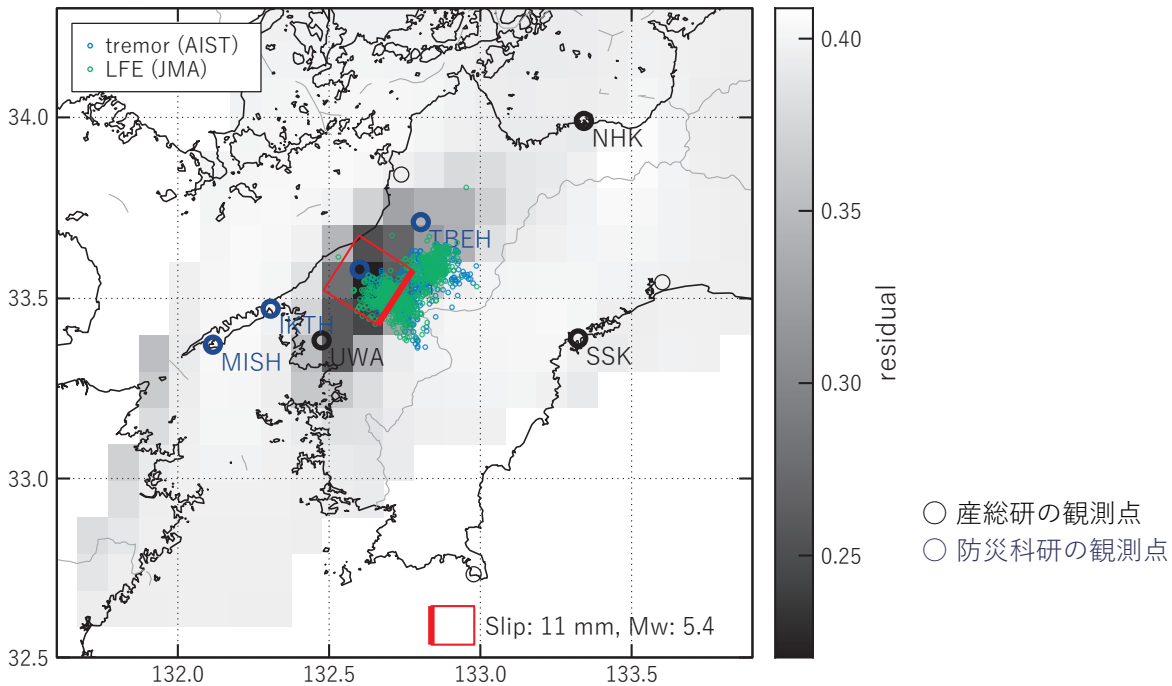 tremor (AIST)
LFE (JMA)
34.0
33.5
33.0
32.5
132.0
132.5
133.0
133.5
NHK
TBEH
IKTH
MISH
UWA
SSK
Slip: 11 mm, Mw: 5.4
0.40
0.35
0.30
0.25
residual
産総研の観測点
防災科研の観測点